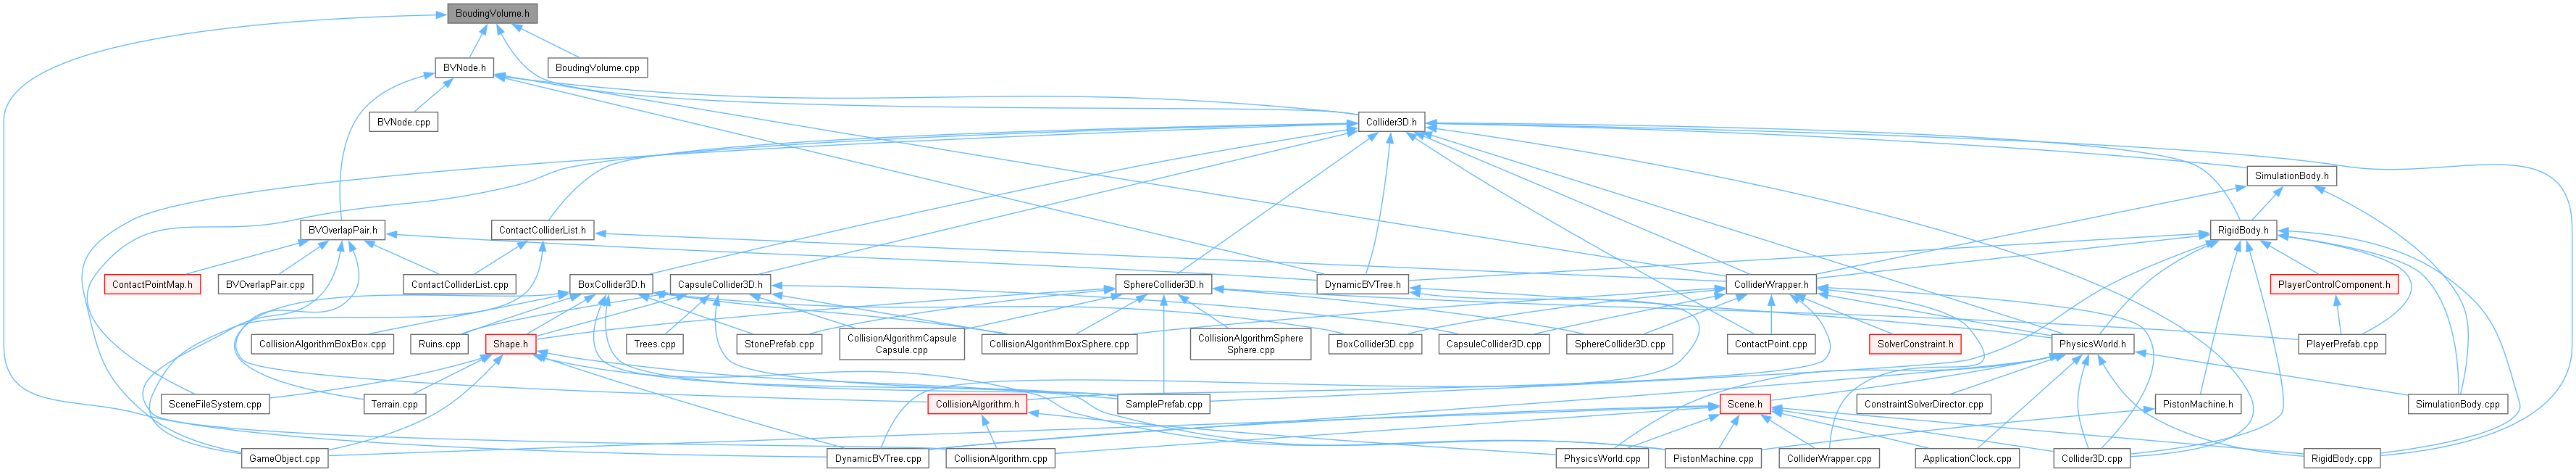 BoudingVolume.h
BVNode.h
BoudingVolume.cpp
BVNode.cpp
Collider3D.h
SimulationBody.h
BVOverlapPair.h
ContactColliderList.h
RigidBody.h
ContactPointMap.h
BVOverlapPair.cpp
ContactColliderList.cpp
BoxCollider3D.h
CapsuleCollider3D.h
SphereCollider3D.h
DynamicBVTree.h
ColliderWrapper.h
PlayerControlComponent.h
CollisionAlgorithmBoxBox.cpp
Ruins.cpp
Shape.h
Trees.cpp
StonePrefab.cpp
CollisionAlgorithmCapsule
Capsule.cpp
CollisionAlgorithmBoxSphere.cpp
CollisionAlgorithmSphere
Sphere.cpp
BoxCollider3D.cpp
CapsuleCollider3D.cpp
SphereCollider3D.cpp
ContactPoint.cpp
SolverConstraint.h
PhysicsWorld.h
PlayerPrefab.cpp
SceneFileSystem.cpp
Terrain.cpp
CollisionAlgorithm.h
SamplePrefab.cpp
Scene.h
ConstraintSolverDirector.cpp
PistonMachine.h
SimulationBody.cpp
GameObject.cpp
DynamicBVTree.cpp
CollisionAlgorithm.cpp
PhysicsWorld.cpp
PistonMachine.cpp
ColliderWrapper.cpp
ApplicationClock.cpp
Collider3D.cpp
RigidBody.cpp